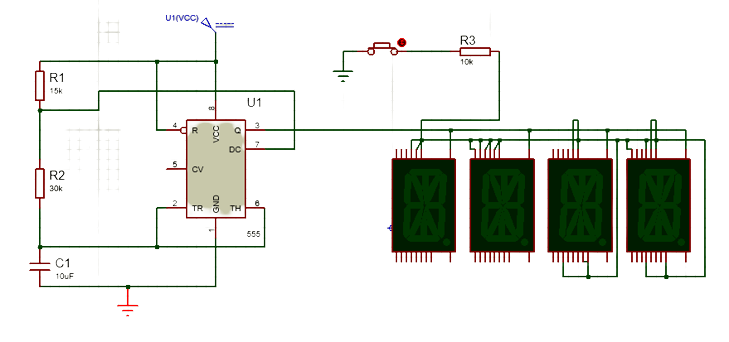 U1(VCC)
R3
10k
R1
15k
U1
8
4
R
VCC
Q
3
DC
7
5
CV
R2
30k
2
TR
GND
TH
6
1
555
C1
10uF